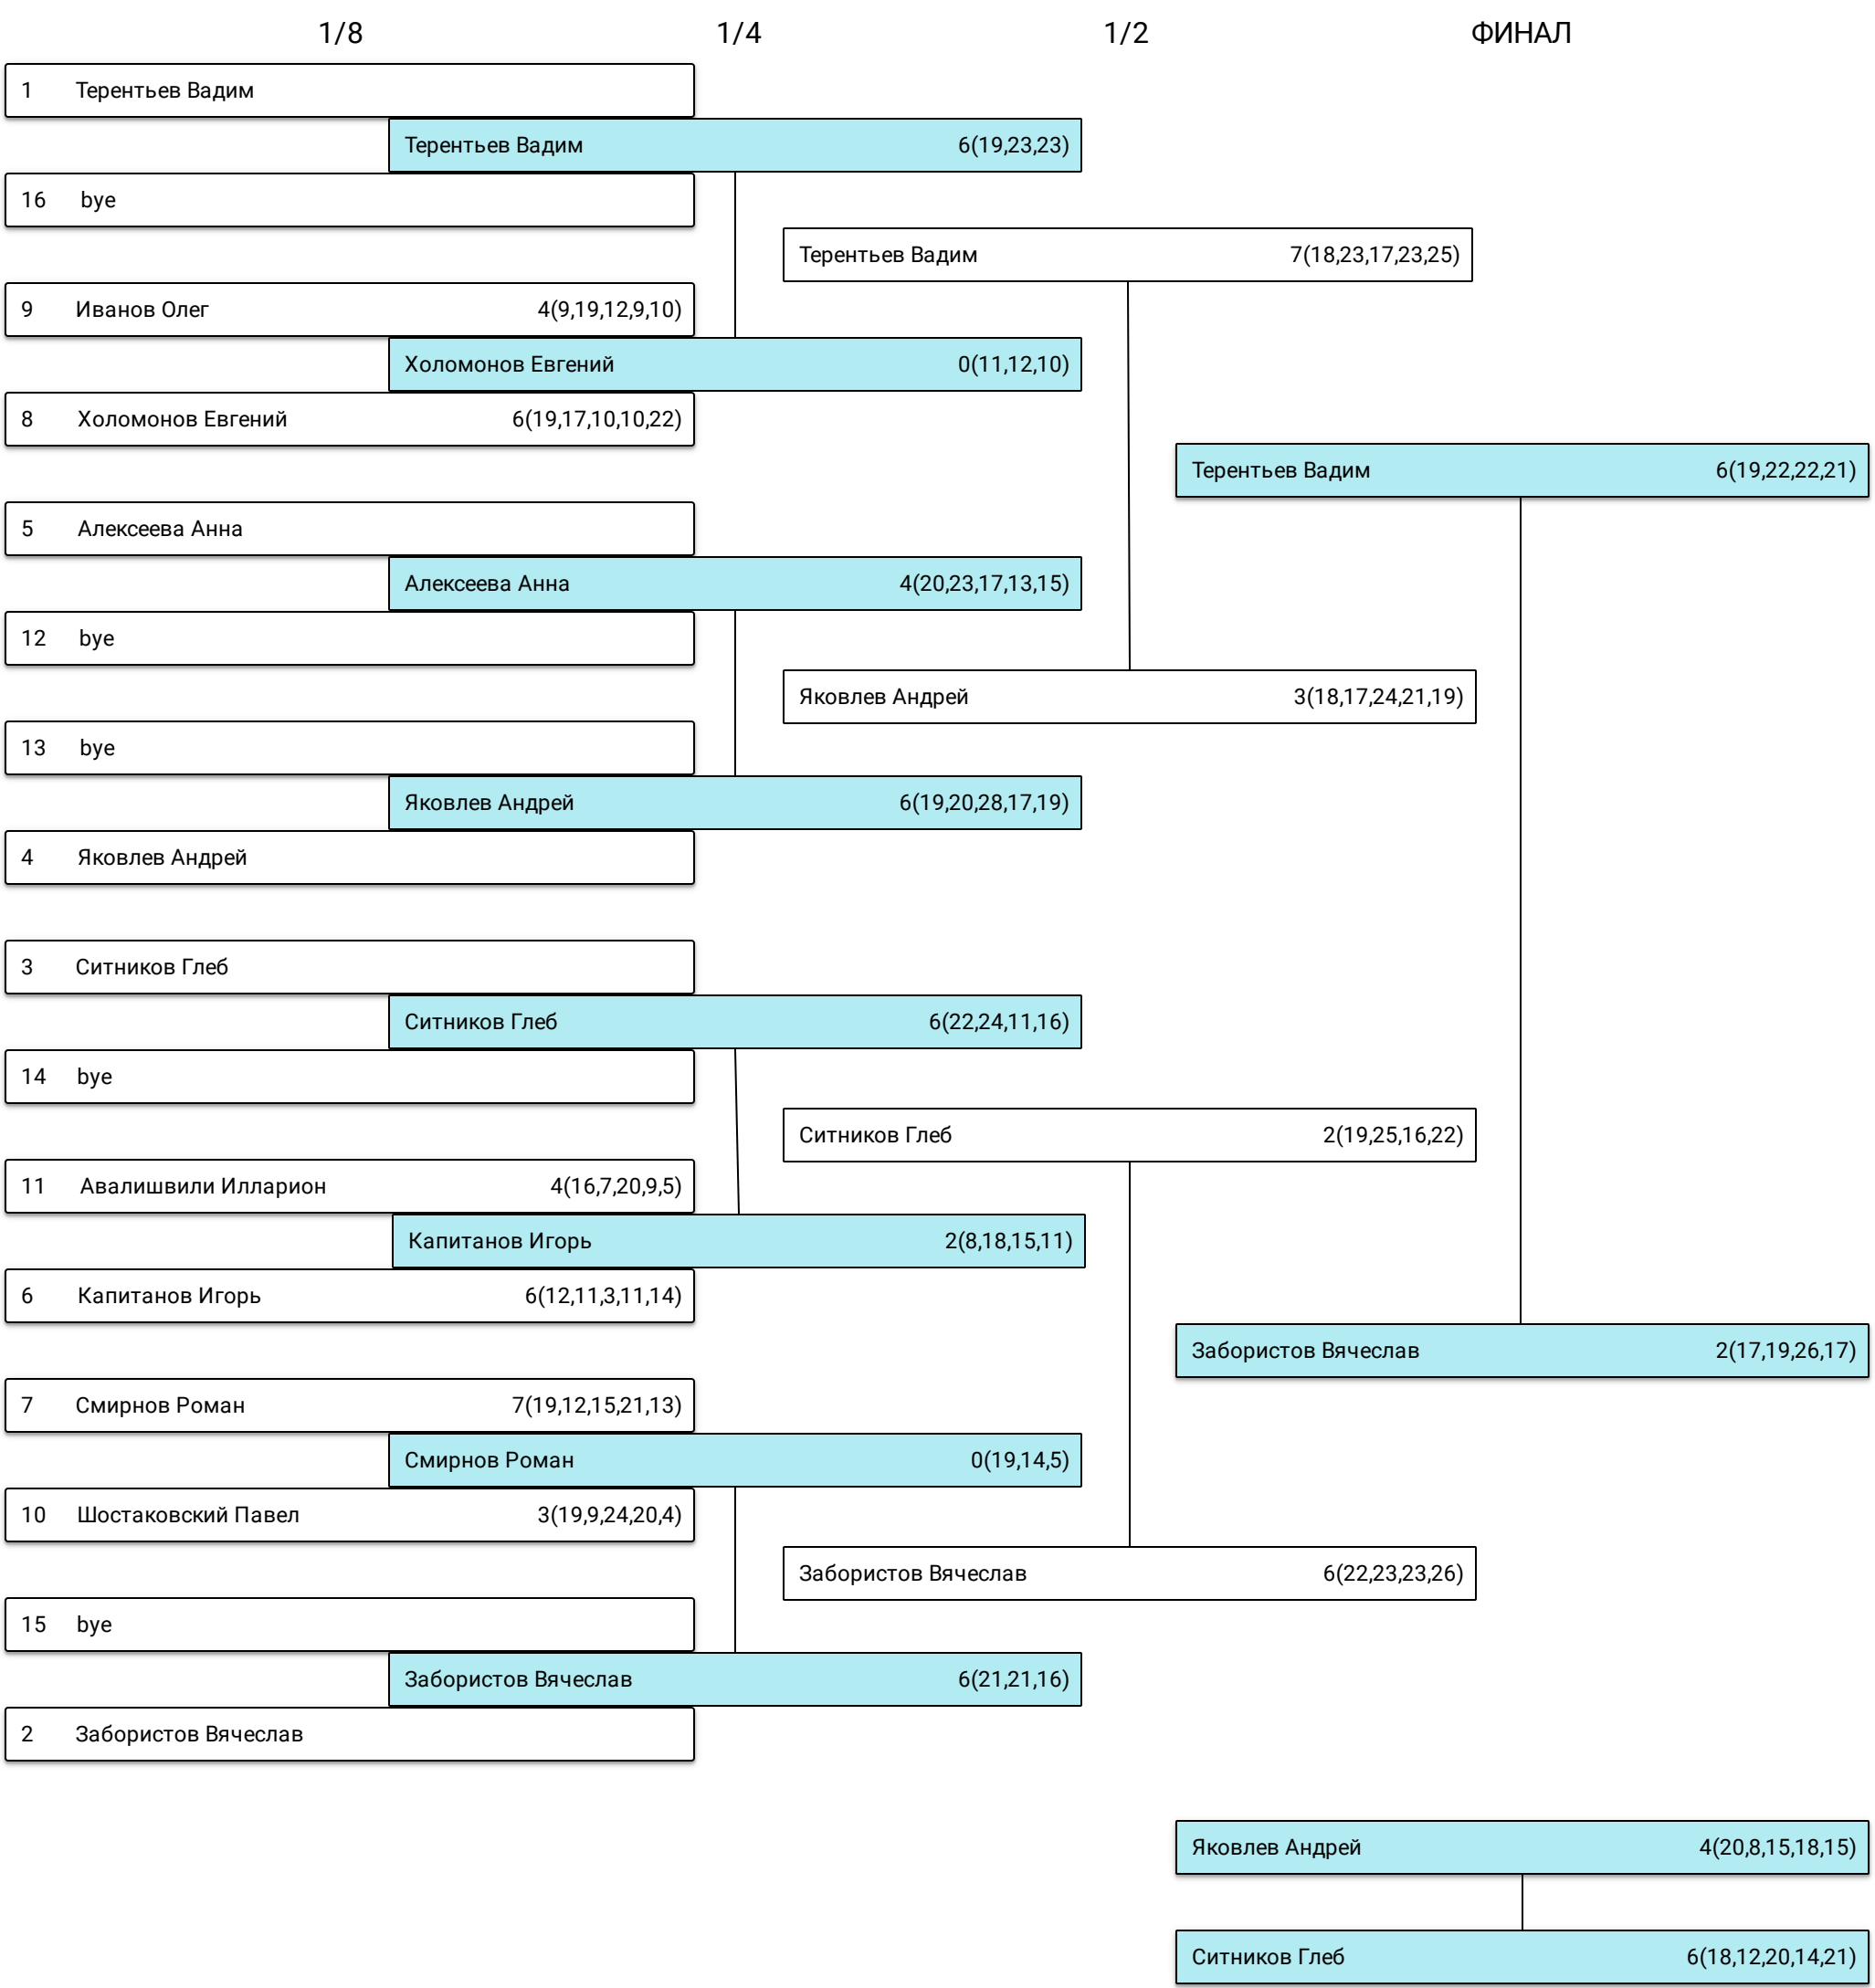 1/8 1/4 1/2 ФИНАЛ
1 Терентьев Вадим
Терентьев Вадим 6(19,23,23)
16 bye
Терентьев Вадим 7(18,23,17,23,25)
9 Иванов Олег 4(9,19,12,9,10)
Холомонов Евгений 0(11,12,10)
8 Холомонов Евгений 6(19,17,10,10,22)
Терентьев Вадим 6(19,22,22,21)
5 Алексеева Анна
Алексеева Анна 4(20,23,17,13,15)
12 bye
Яковлев Андрей 3(18,17,24,21,19)
13 bye
Яковлев Андрей 6(19,20,28,17,19)
4 Яковлев Андрей
3 Ситников Глеб
Ситников Глеб 6(22,24,11,16)
14 bye
Ситников Глеб 2(19,25,16,22)
11 Авалишвили Илларион 4(16,7,20,9,5)
Капитанов Игорь 2(8,18,15,11)
6 Капитанов Игорь 6(12,11,3,11,14)
Забористов Вячеслав 2(17,19,26,17)
7 Смирнов Роман 7(19,12,15,21,13)
Смирнов Роман 0(19,14,5)
10 Шостаковский Павел 3(19,9,24,20,4)
Забористов Вячеслав 6(22,23,23,26)
15 bye
Забористов Вячеслав 6(21,21,16)
2 Забористов Вячеслав
Яковлев Андрей 4(20,8,15,18,15)
Ситников Глеб 6(18,12,20,14,21)